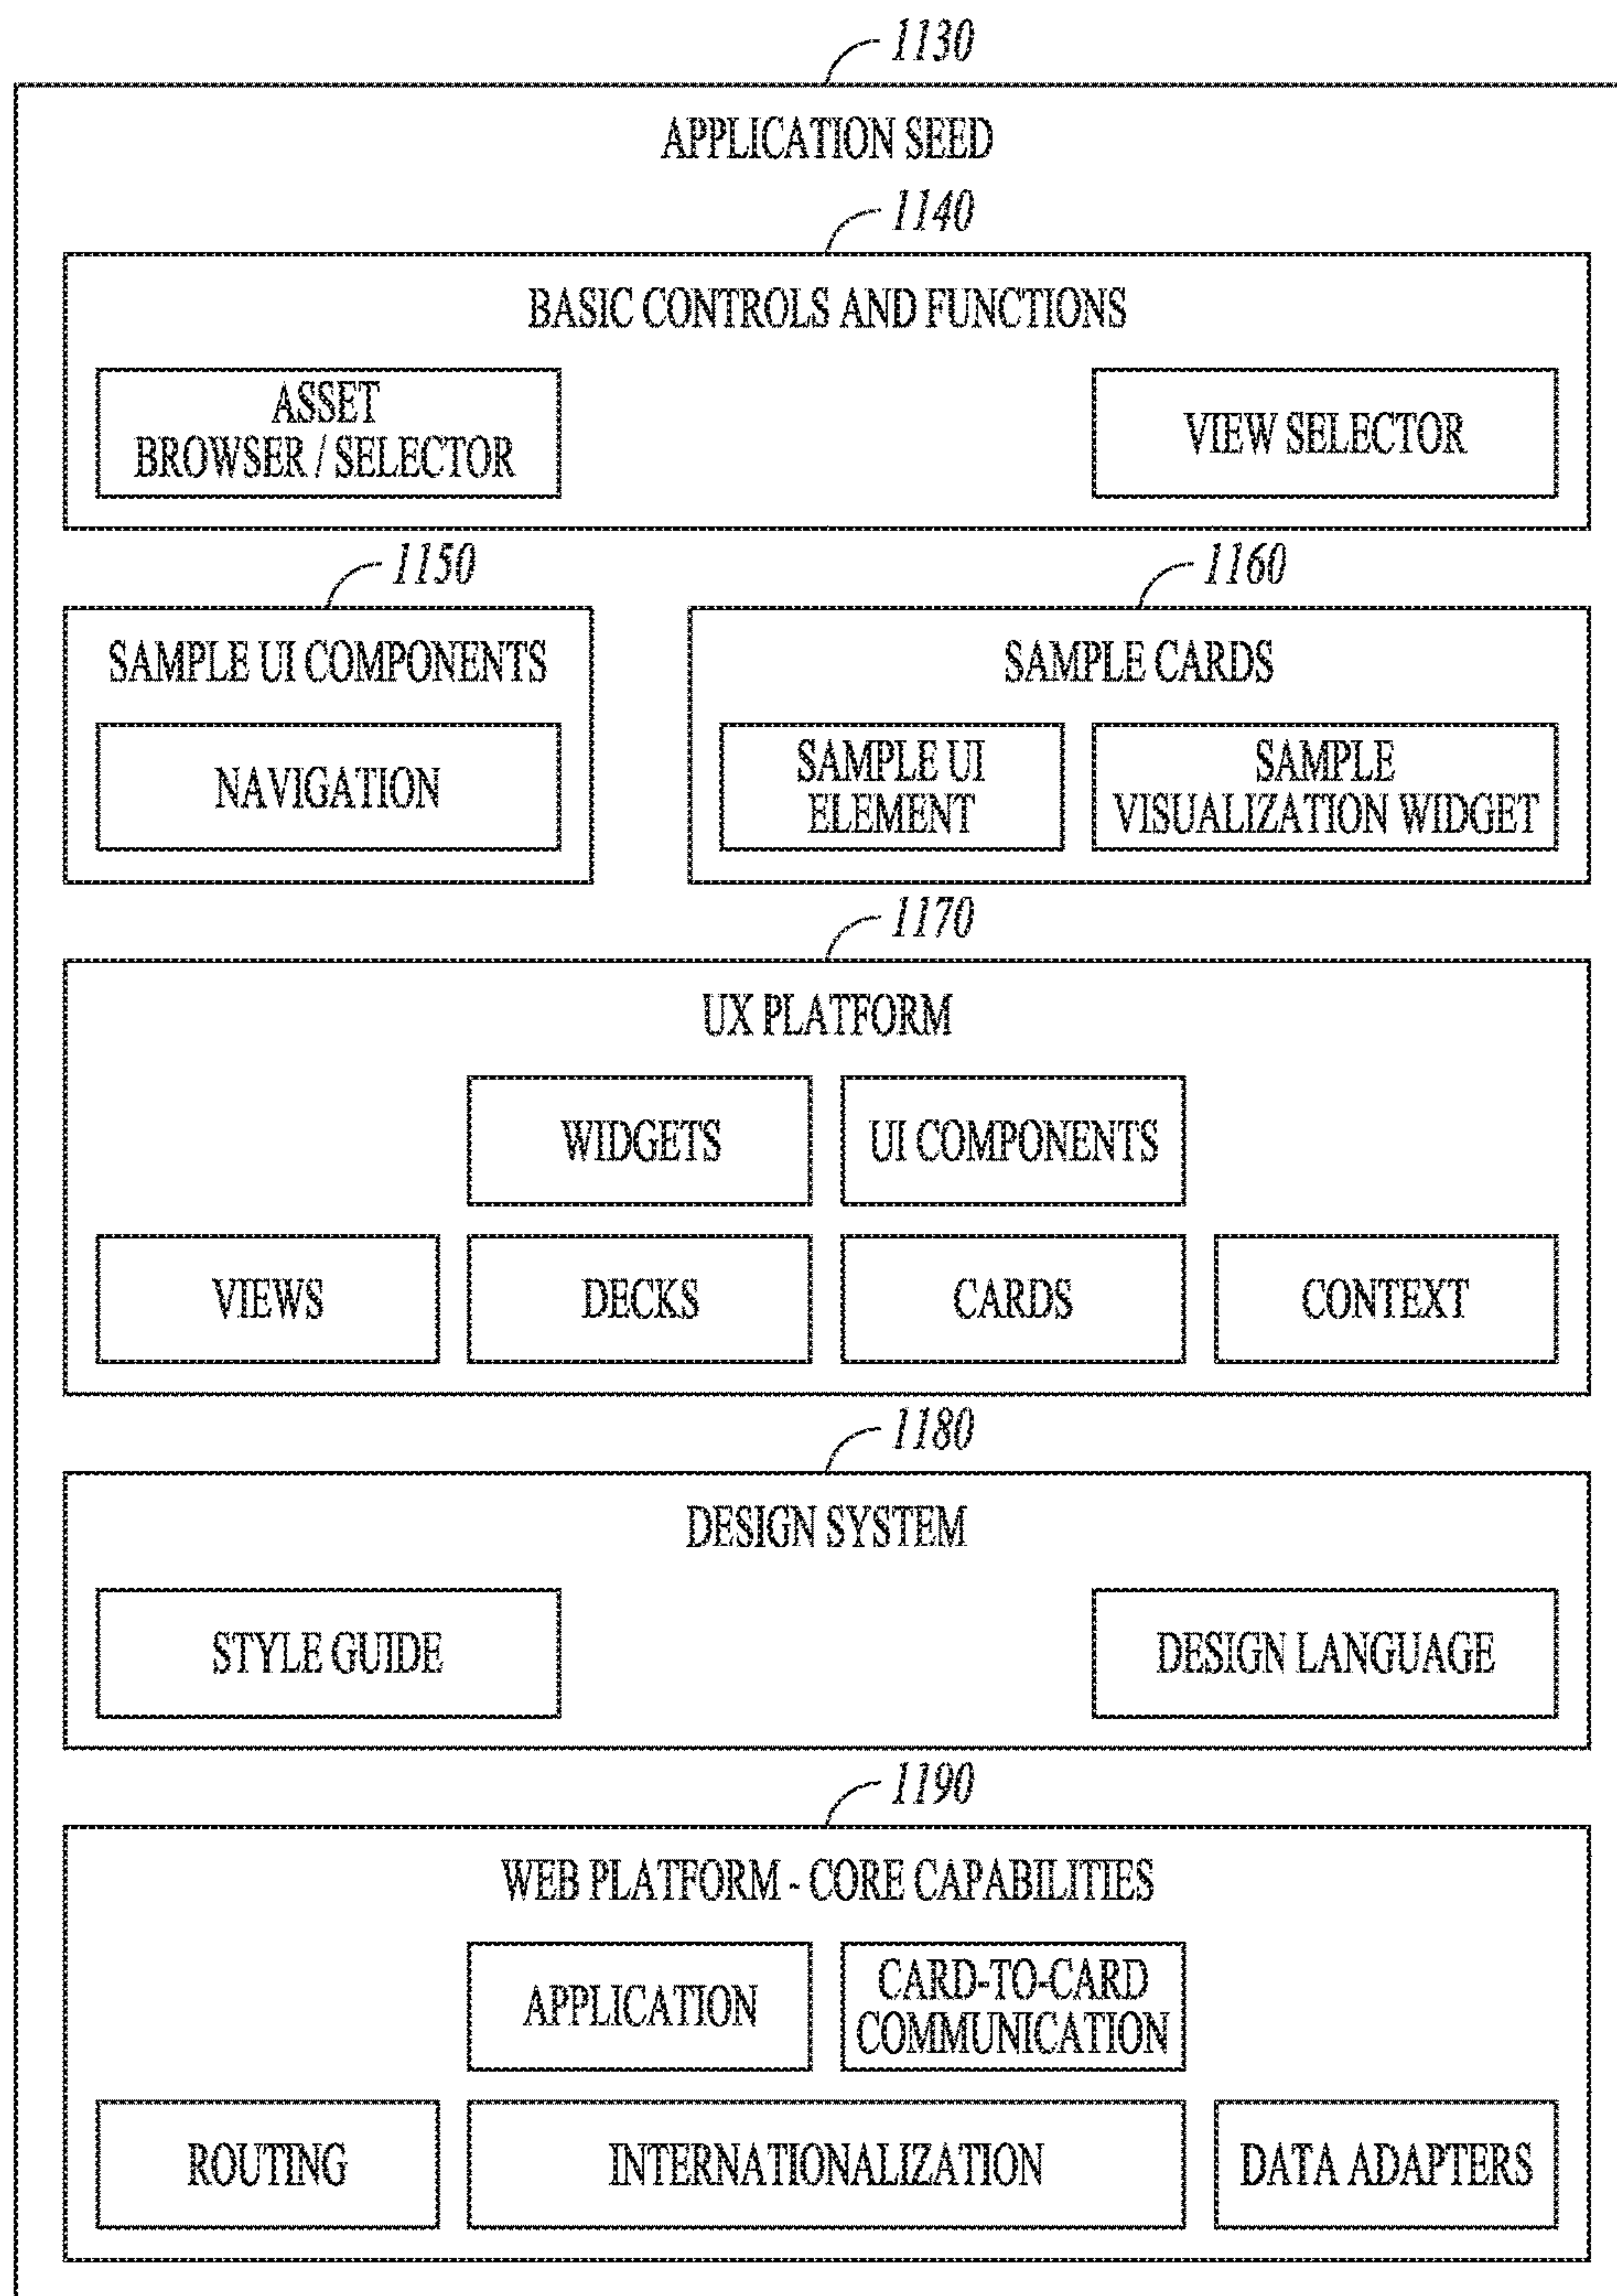 1130
APPLICATION SEED
1140
BASIC CONTROLS AND FUNCTIONS
ASSET
BROWSER / SELECTOR
VIEW SELECTOR
1150
SAMPLE UI COMPONENTS
NAVIGATION
1160
SAMPLE CARDS
SAMPLE UI
ELEMENT
SAMPLE
VISUALIZATION WIDGET
1170
UX PLATFORM
WIDGETS
UI COMPONENTS
VIEWS
DECKS
CARDS
CONTEXT
1180
DESIGN SYSTEM
STYLE GUIDE
DESIGN LANGUAGE
1190
WEB PLATFORM - CORE CAPABILITIES
APPLICATION
CARD-TO-CARD
COMMUNICATION
ROUTING
INTERNATIONALIZATION
DATA ADAPTERS